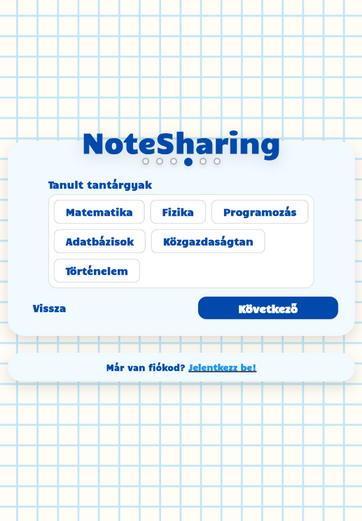 NoteSharing
Tanult tantárgyak
Matematika Fizika Programozás
Adatbázisok Közgazdaságtan
Történelem
Vissza Következő
Már van fiókod? Jelentkezz be!